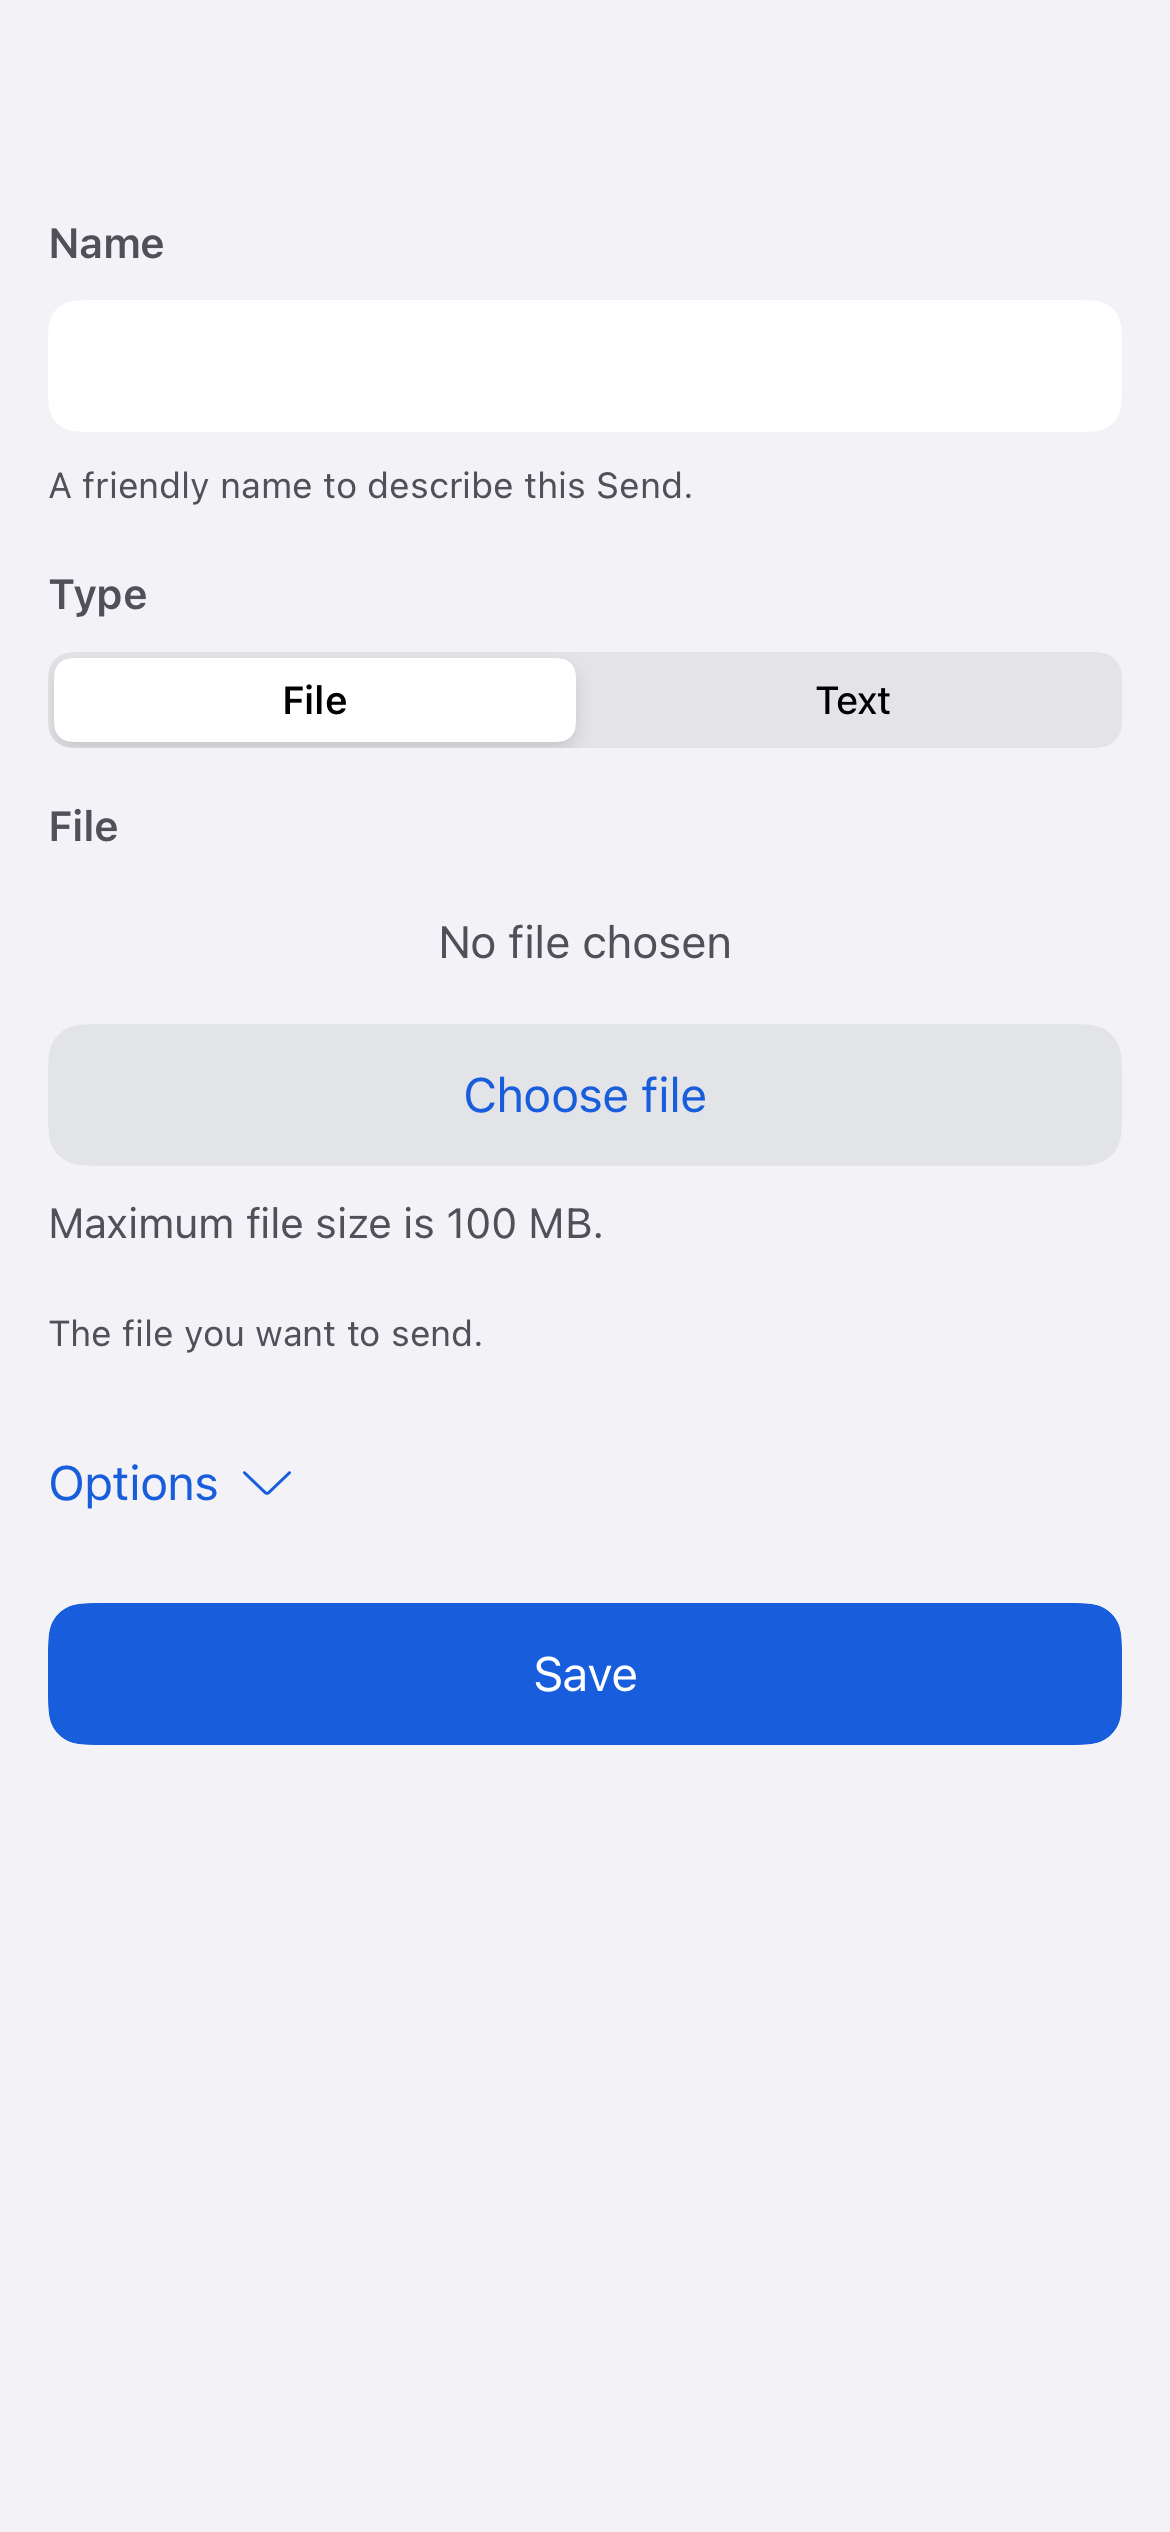 Name
A friendly name to describe this Send.
Type
File
Text
File
No file chosen
Choose file
Maximum file size is 100 MB.
The file you want to send.
Options
Save